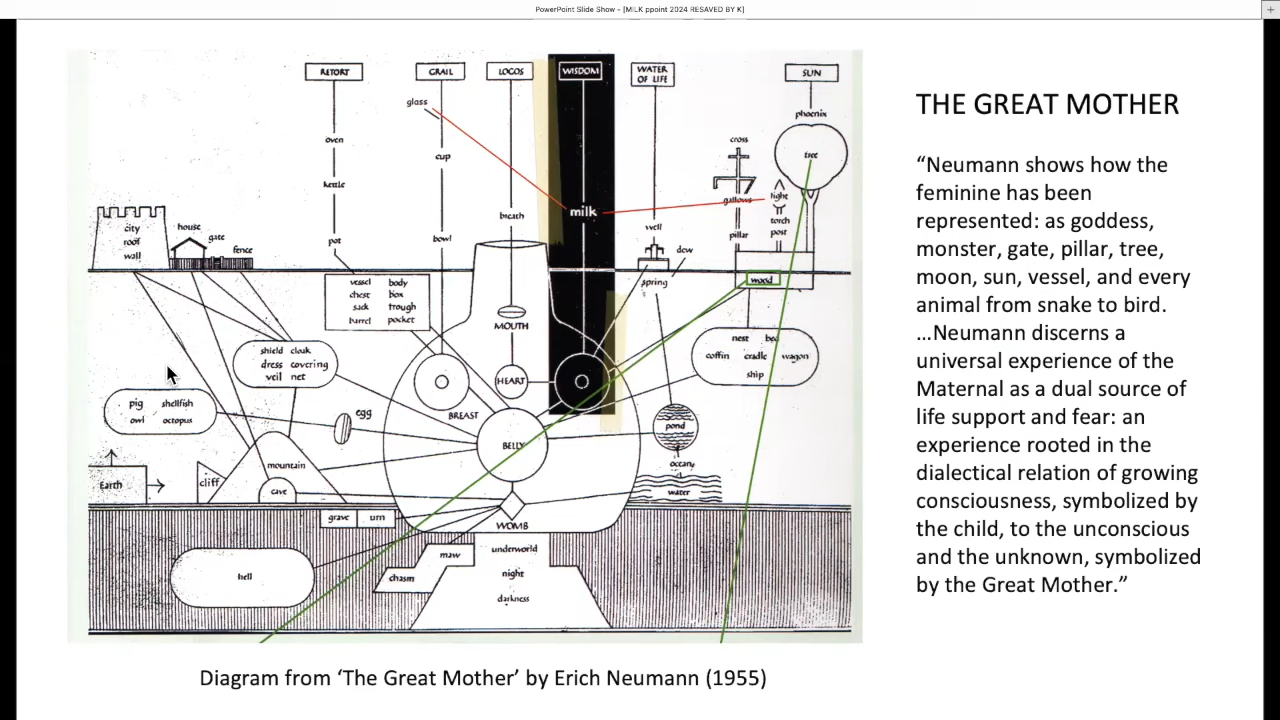 PowerPoint Slide Show - [MILK ppoint 2024 RESAVED BY K]
RETORT
GRAIL
LOGOS
WISDOM
WATER
OF LIFE
SUN
glass
phoenix
oven
cup
cross
tree
kettle
light
gallows
milk
breath
torch
post
city
roof
wall
house
gate
fence
pot
bowl
well
dew
pillar
spring
wood
vessel body
chest box
sack trough
barrel pocket
MOUTH
shield cloak
dress covering
veil net
HEART
nest bed
coffin cradle wagon
ship
pig shellfish
owl octopus
egg
BREAST
BELLY
pond
mountain
ocean
Earth
cliff
cave
water
grave urn
WOMB
maw
underworld
hell
chasm
night
darkness
THE GREAT MOTHER
“Neumann shows how the
feminine has been
represented: as goddess,
monster, gate, pillar, tree,
moon, sun, vessel, and every
animal from snake to bird.
…Neumann discerns a
universal experience of the
Maternal as a dual source of
life support and fear: an
experience rooted in the
dialectical relation of growing
consciousness, symbolized by
the child, to the unconscious
and the unknown, symbolized
by the Great Mother.”
Diagram from ‘The Great Mother’ by Erich Neumann (1955)